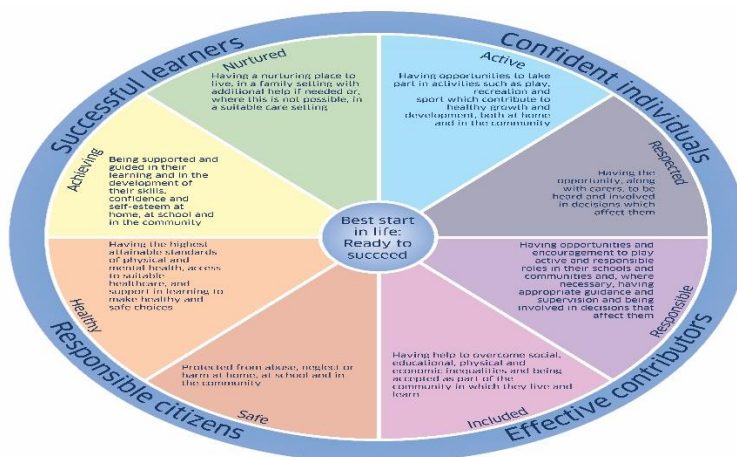 Successful learners
Confident individuals
Nurtured
Having a nurturing place to
live, in a family setting with
additional help if needed or,
where this is not possible, in
a suitable care setting
Active
Having opportunities to take
part in activities such as play,
recreation and
sport which contribute to
healthy growth and
development, both at home
and in the community
Achieving
Being supported and
guided in their
learning and in the
development of
their skills,
confidence and
self-esteem at
home, at school and
in the community
Respected
Having the
opportunity, along
with carers, to be
heard and involved
in decisions which
affect them
Best start
in life:
Ready to
succeed
Healthy
Having the highest
attainable standards
of physical and
mental health, access
to suitable
healthcare, and
support in learning to
make healthy and
safe choices
Responsible
Having opportunities and
encouragement to play
active and responsible
roles in their schools and
communities and, where
necessary, having
appropriate guidance and
supervision and being
involved in decisions that
affect them
Protected from abuse, neglect or
harm at home, at school and in
the community
Safe
Having help to overcome social,
educational, physical and
economic inequalities and being
accepted as part of the
community in which they live and
learn
Included
Responsible citizens
Effective contributors